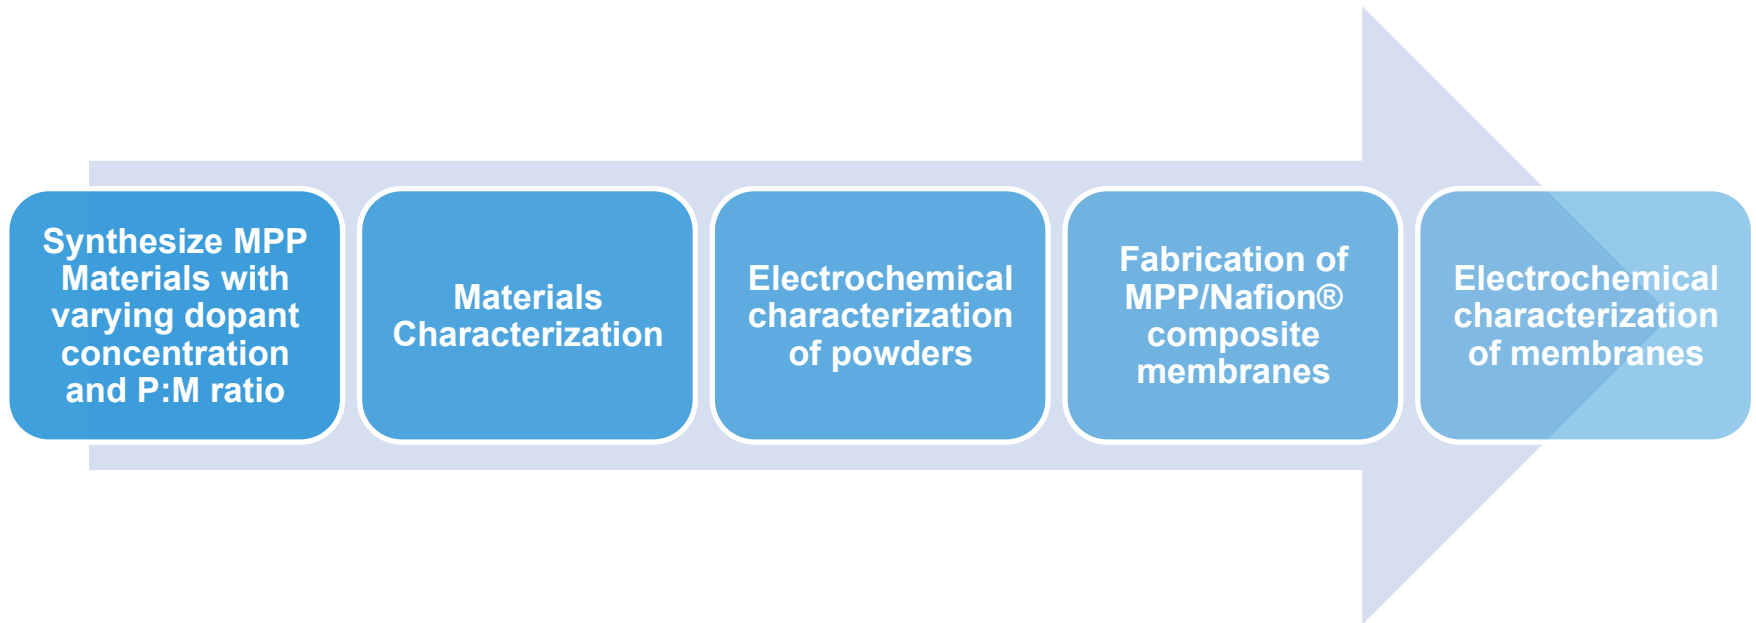 Synthesize MPP
Materials with
varying dopant
concentration
and P:M ratio
Materials
Characterization
Electrochemical
characterization
of powders
Fabrication of
MPP/Nafion®
composite
membranes
Electrochemical
characterization
of membranes